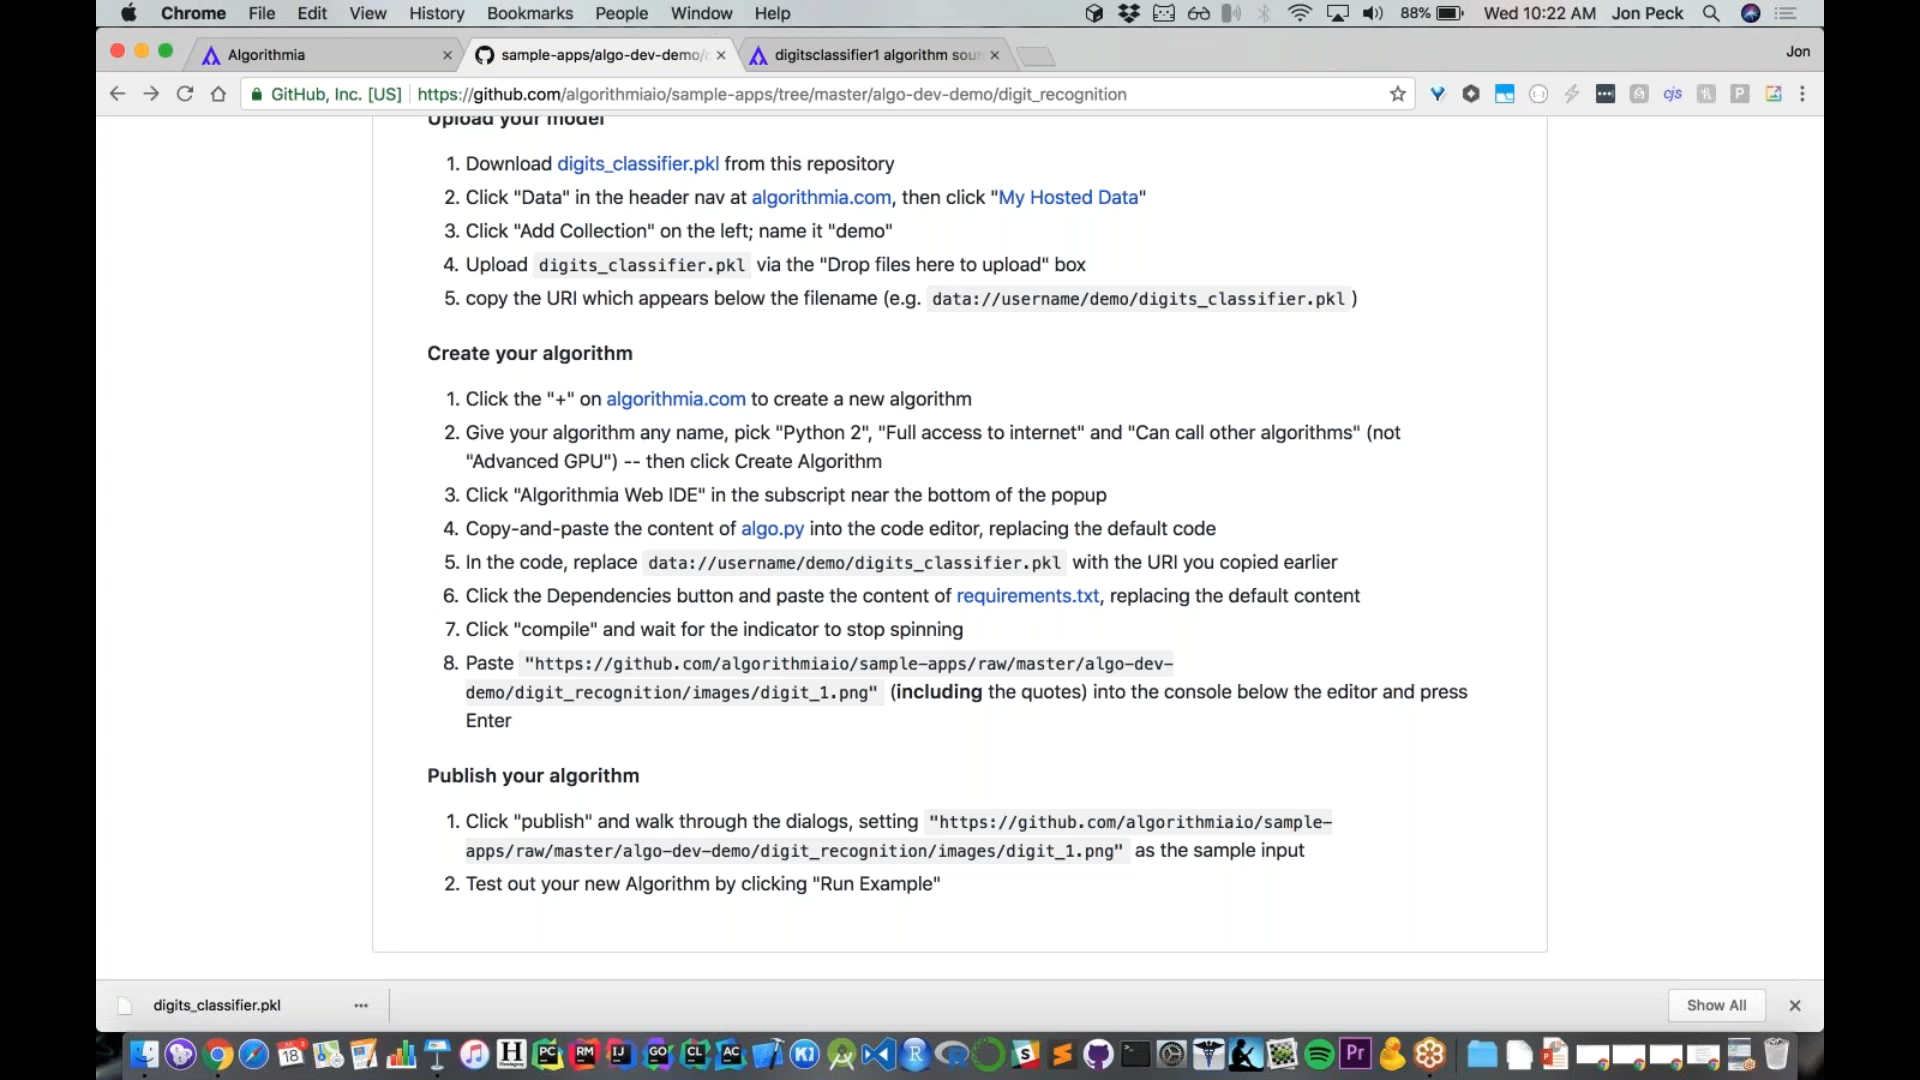 Chrome File Edit View History Bookmarks People Window Help 88% Wed 10:22 AM Jon Peck
Algorithmia sample-apps/algo-dev-demo/ digitsclassifier1 algorithm sou Jon
GitHub, Inc. [US] https://github.com/algorithmiaio/sample-apps/tree/master/algo-dev-demo/digit_recognition
Upload your model
1. Download digits_classifier.pkl from this repository
2. Click "Data" in the header nav at algorithmia.com, then click "My Hosted Data"
3. Click "Add Collection" on the left; name it "demo"
4. Upload digits_classifier.pkl via the "Drop files here to upload" box
5. copy the URI which appears below the filename (e.g. data://username/demo/digits_classifier.pkl )
Create your algorithm
1. Click the "+" on algorithmia.com to create a new algorithm
2. Give your algorithm any name, pick "Python 2", "Full access to internet" and "Can call other algorithms" (not
"Advanced GPU") -- then click Create Algorithm
3. Click "Algorithmia Web IDE" in the subscript near the bottom of the popup
4. Copy-and-paste the content of algo.py into the code editor, replacing the default code
5. In the code, replace data://username/demo/digits_classifier.pkl with the URI you copied earlier
6. Click the Dependencies button and paste the content of requirements.txt, replacing the default content
7. Click "compile" and wait for the indicator to stop spinning
8. Paste "https://github.com/algorithmiaio/sample-apps/raw/master/algo-dev-
demo/digit_recognition/images/digit_1.png" (including the quotes) into the console below the editor and press
Enter
Publish your algorithm
1. Click "publish" and walk through the dialogs, setting "https://github.com/algorithmiaio/sample-
apps/raw/master/algo-dev-demo/digit_recognition/images/digit_1.png" as the sample input
2. Test out your new Algorithm by clicking "Run Example"
digits_classifier.pkl Show All